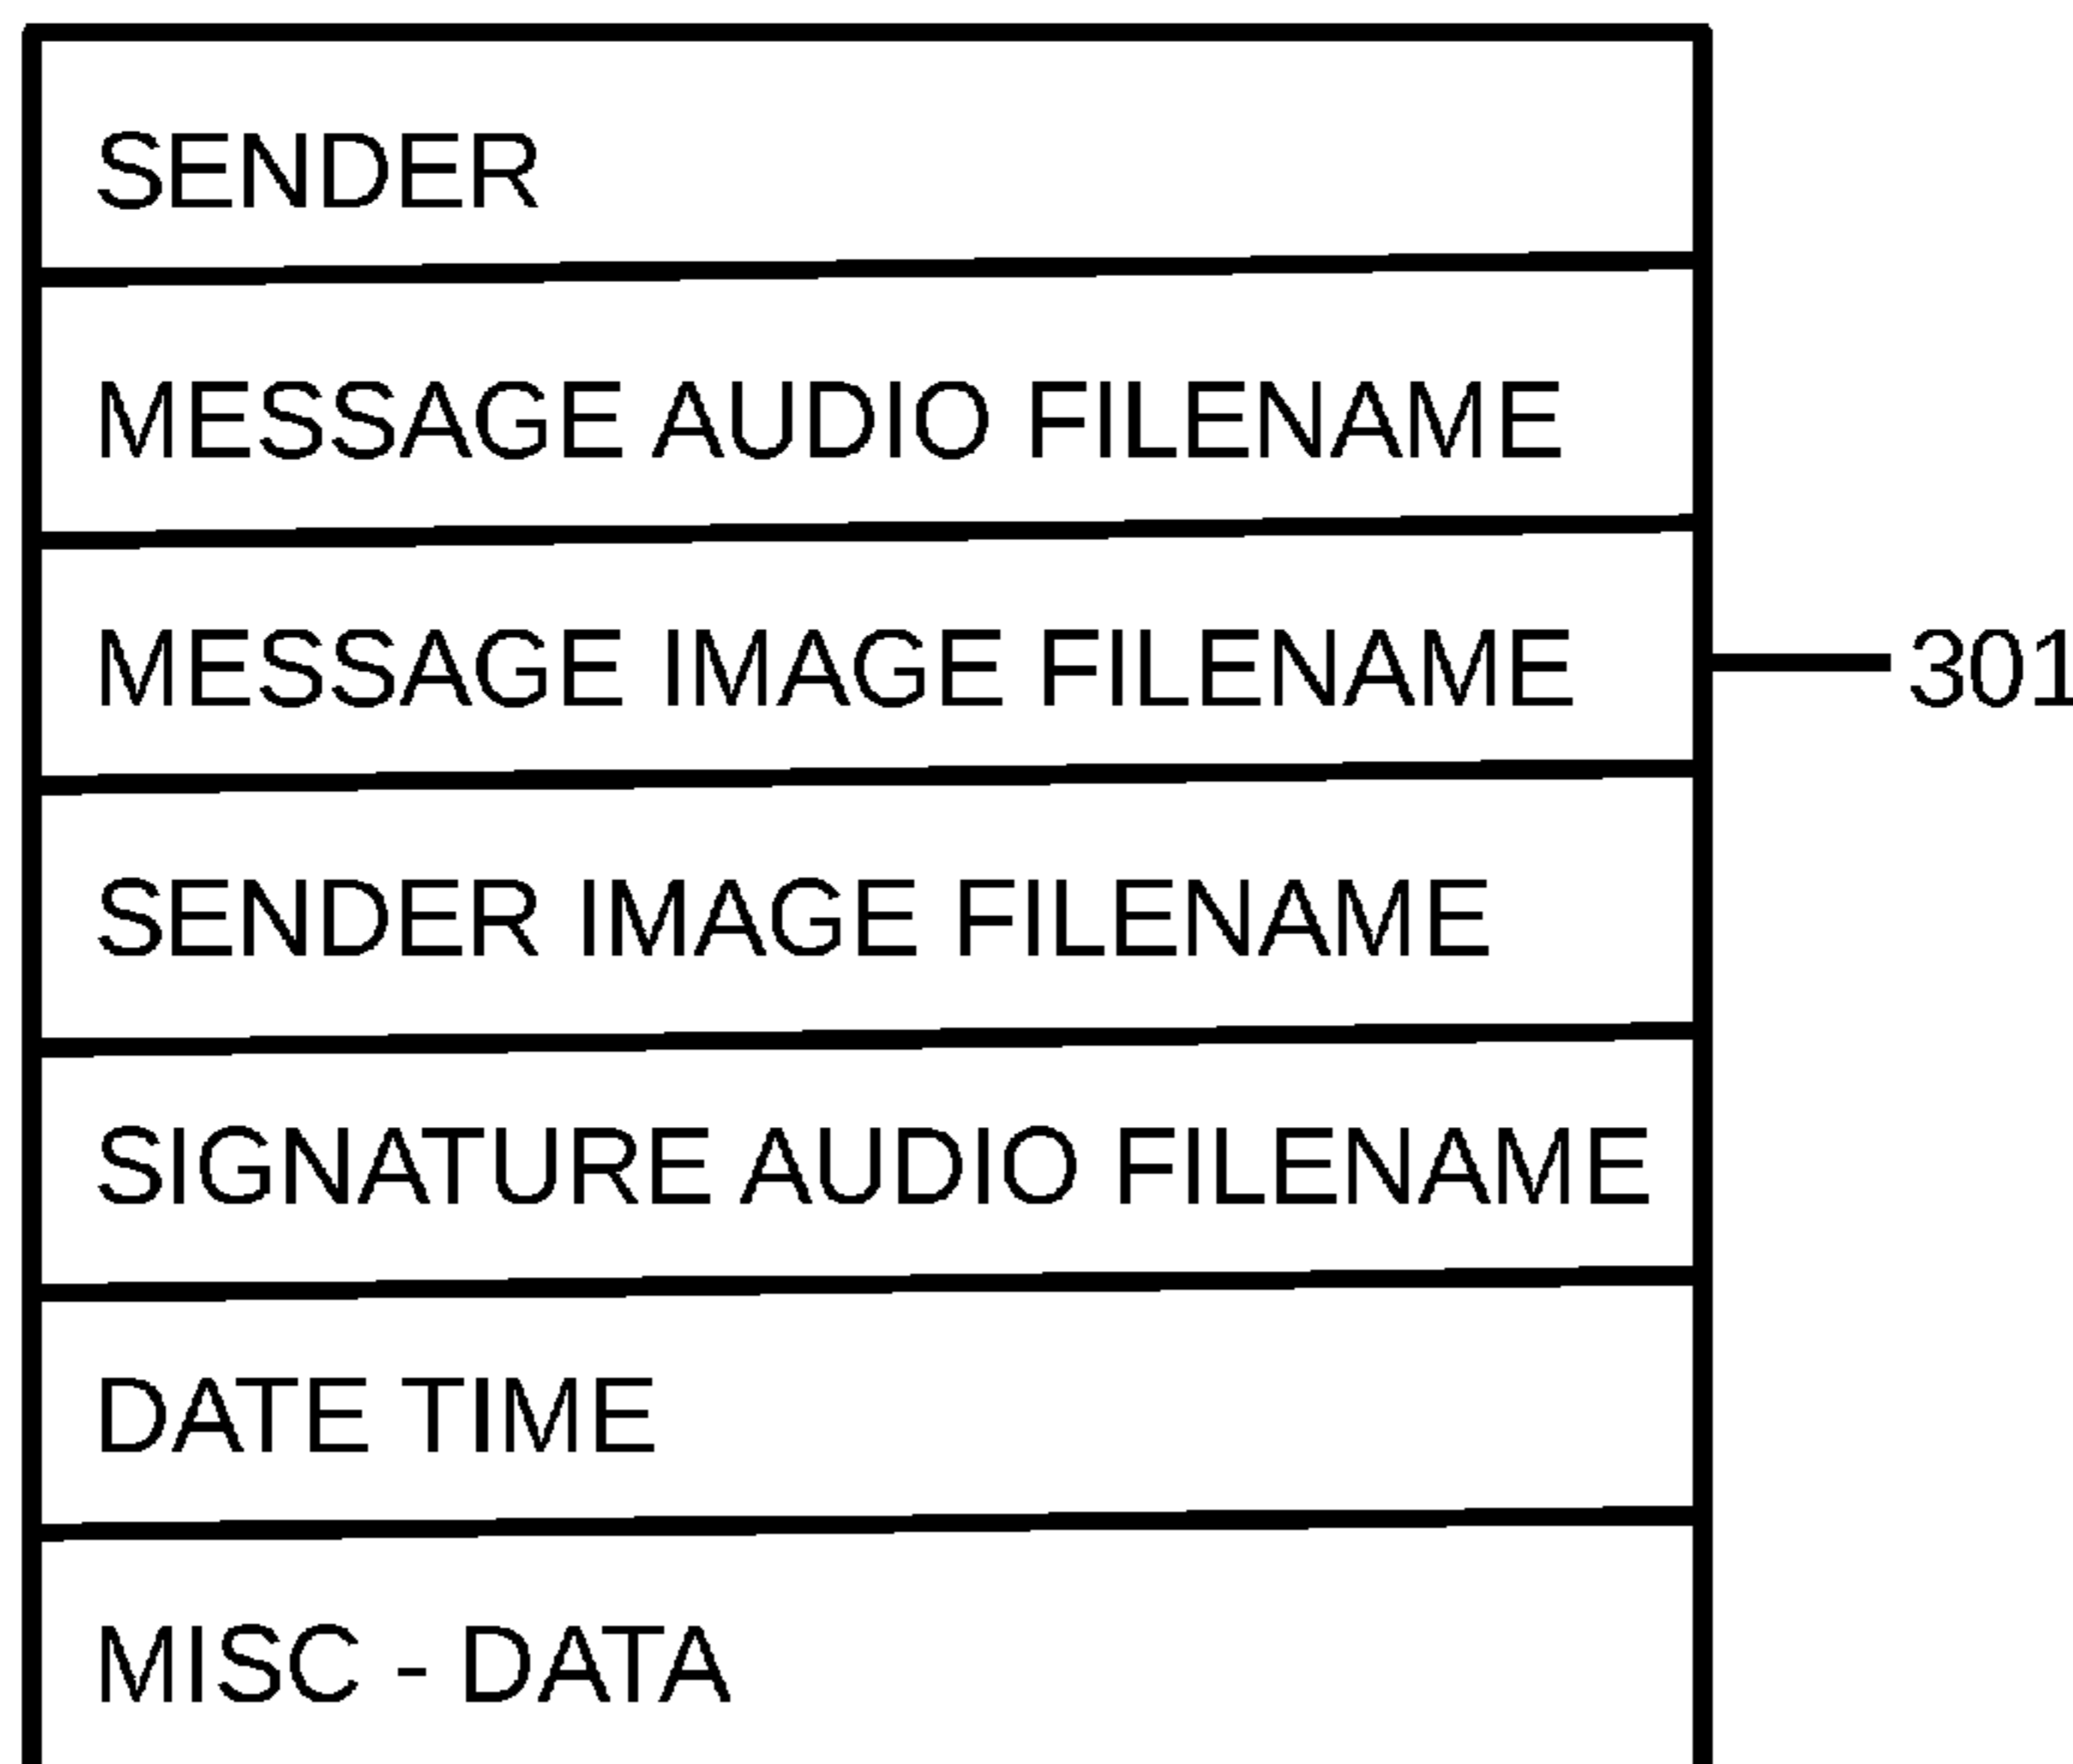 SENDER
MESSAGE AUDIO FILENAME
MESSAGE IMAGE FILENAME
301
SENDER IMAGE FILENAME
SIGNATURE AUDIO FILENAME
DATE TIME
MISC - DATA